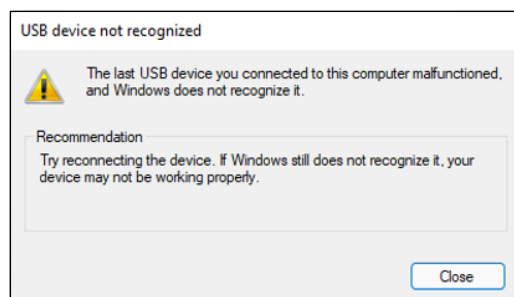 USB device not recognized
The last USB device you connected to this computer malfunctioned,
and Windows does not recognize it.
Recommendation
Try reconnecting the device. If Windows still does not recognize it, your
device may not be working properly.
Close